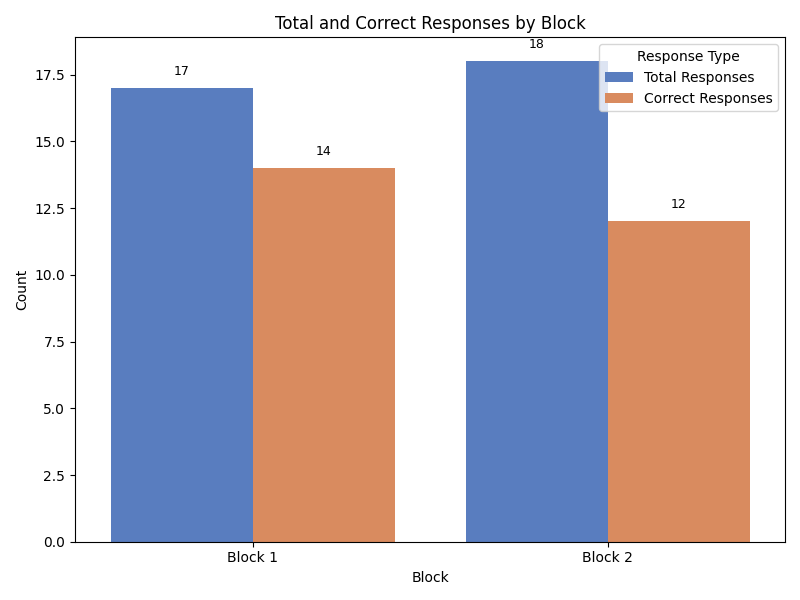 Total and Correct Responses by Block
Response Type
Total Responses
Correct Responses
17
14
18
12
17.5
15.0
12.5
10.0
7.5
5.0
2.5
0.0
Count
Block 1
Block 2
Block